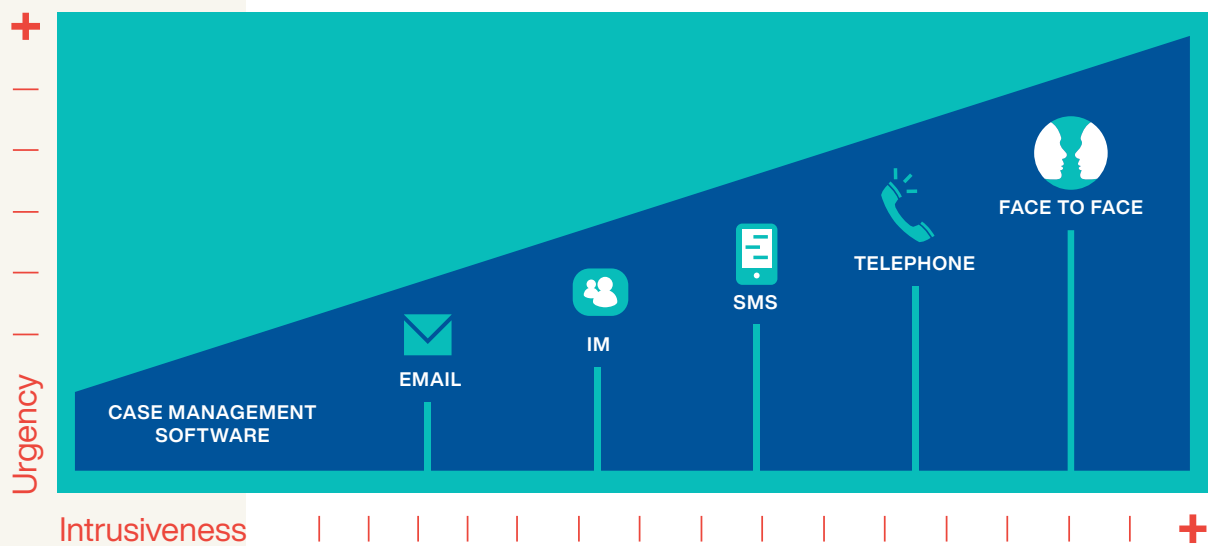 +
FACE TO FACE
TELEPHONE
SMS
IM
EMAIL
CASE MANAGEMENT
SOFTWARE
Urgency
Intrusiveness
+